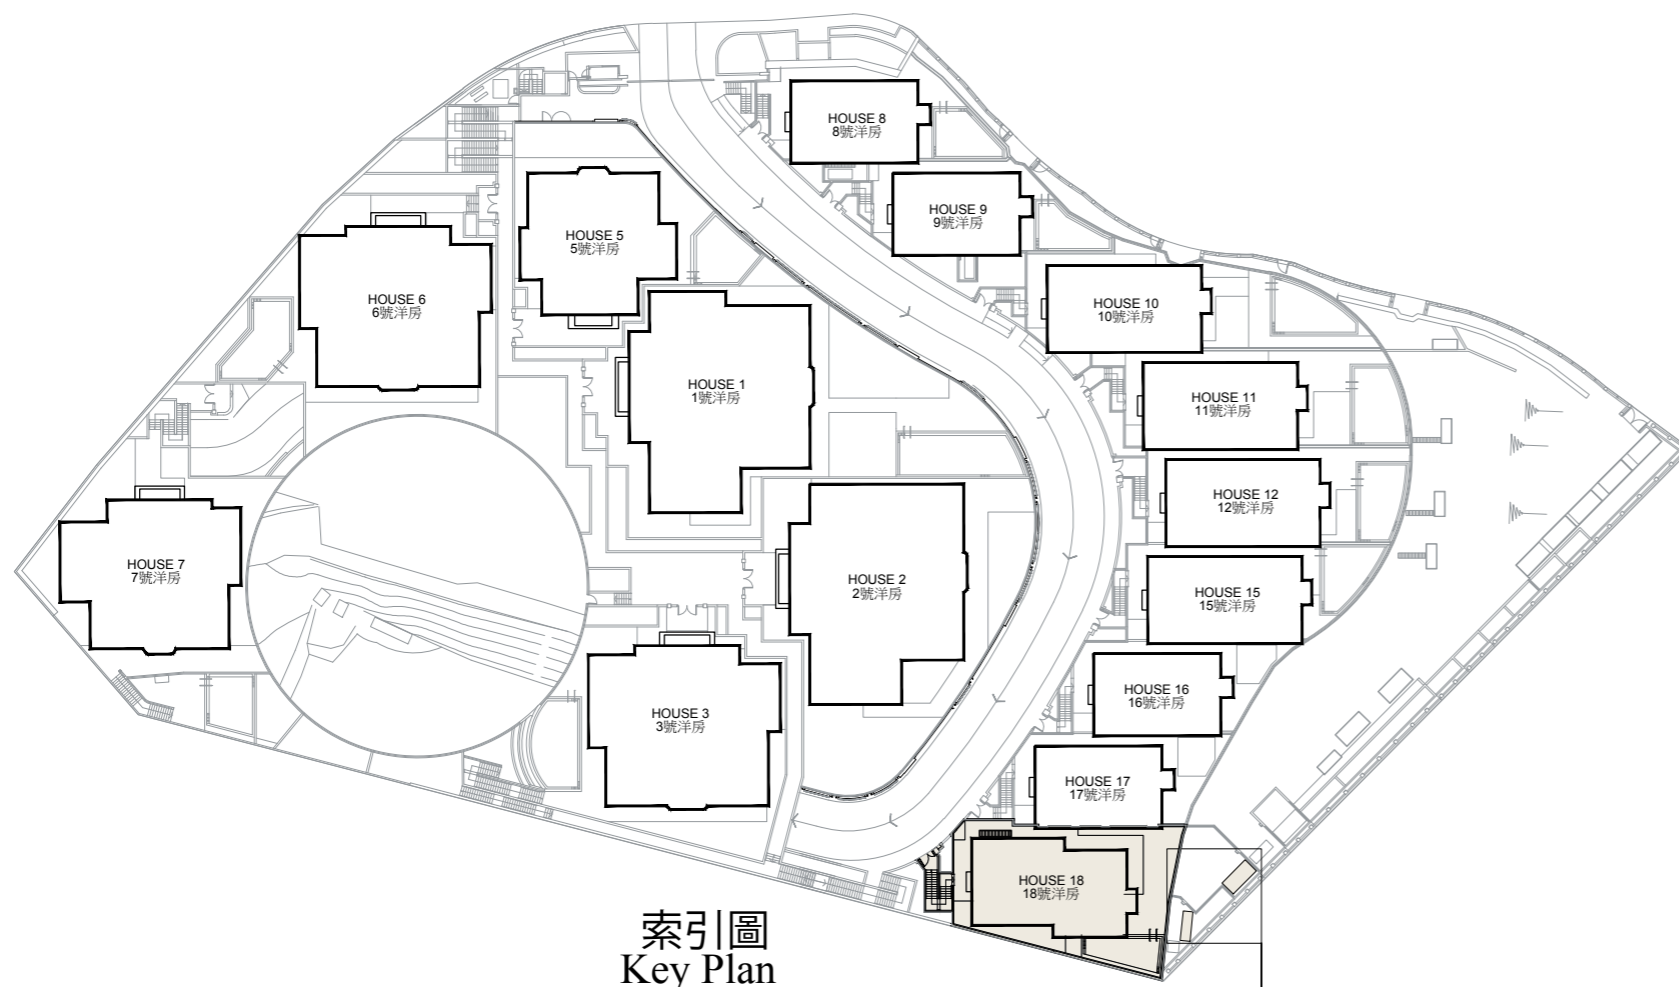 HOUSE 8
8號洋房
HOUSE 9
9號洋房
HOUSE 5
5號洋房
HOUSE 6
6號洋房
HOUSE 10
10號洋房
HOUSE 1
1號洋房
HOUSE 11
11號洋房
HOUSE 12
12號洋房
HOUSE 7
7號洋房
HOUSE 2
2號洋房
HOUSE 15
15號洋房
HOUSE 16
16號洋房
HOUSE 3
3號洋房
HOUSE 17
17號洋房
HOUSE 18
18號洋房
索引圖
Key Plan